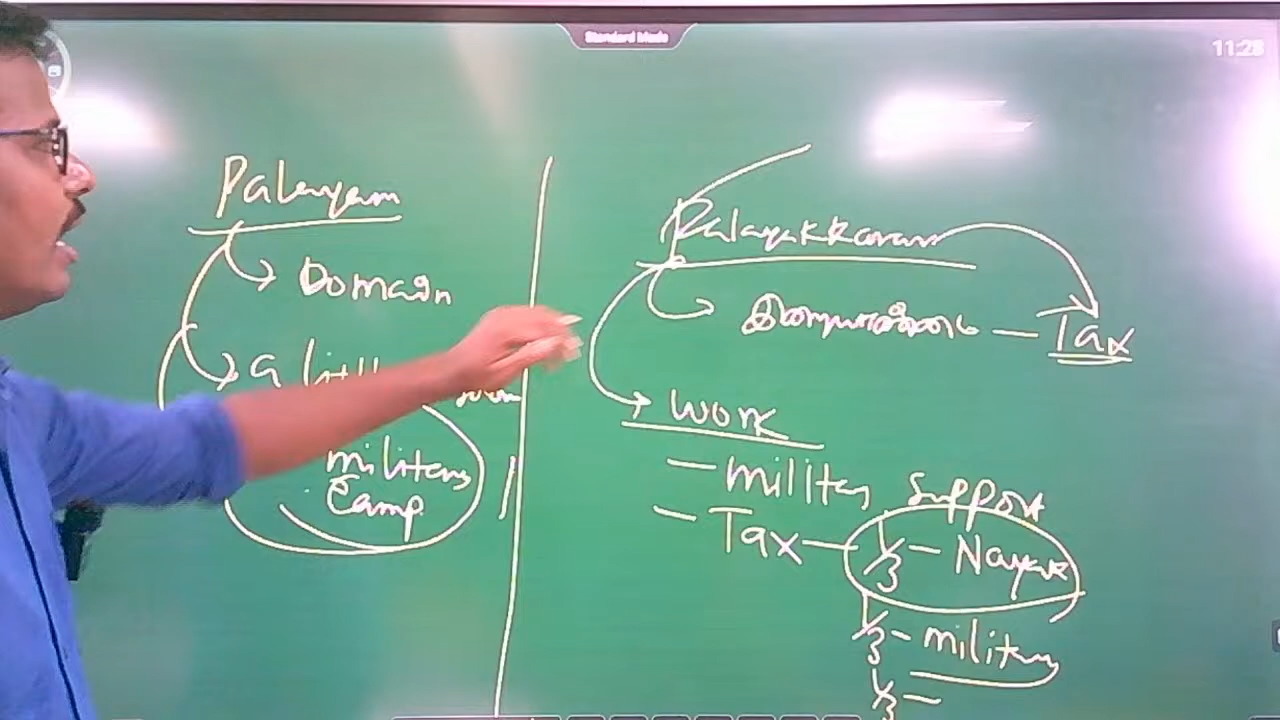 Standard Mode
11:28
Palayam
Domain
a
military
Camp
Palayakkarar
Tax
Work
- military support
- Tax - 1/3 - Nayak
1/3 - military
1/3 -